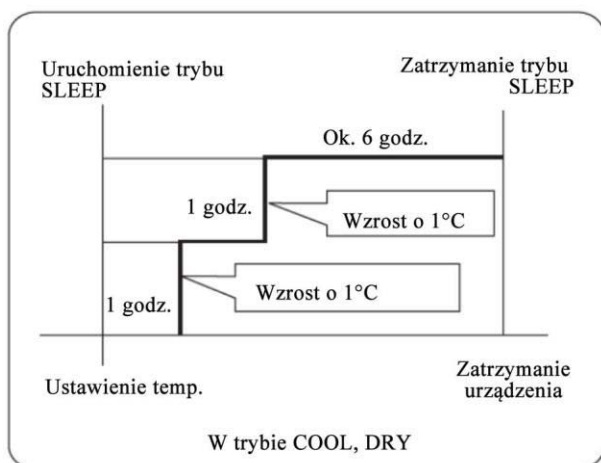 Uruchomienie trybu
SLEEP
Zatrzymanie trybu
SLEEP
Ok. 6 godz.
1 godz.
Wzrost o 1°C
1 godz.
Wzrost o 1°C
Ustawienie temp.
Zatrzymanie
urządzenia
W trybie COOL, DRY